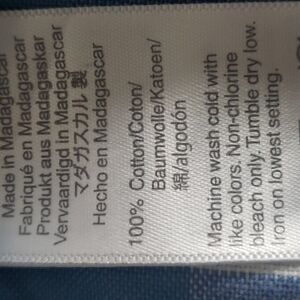 Made in Madagascar
Fabriqué en Madagascar
Produkt aus Madagaskar
Vervaardigd in Madagascar
マダガスカル 製
Hecho en Madagascar
100% Cotton/Coton/
Baumwolle/Katoen/
綿/algodón
Machine wash cold with
like colors. Non-chlorine
bleach only. Tumble dry low.
Iron on lowest setting.